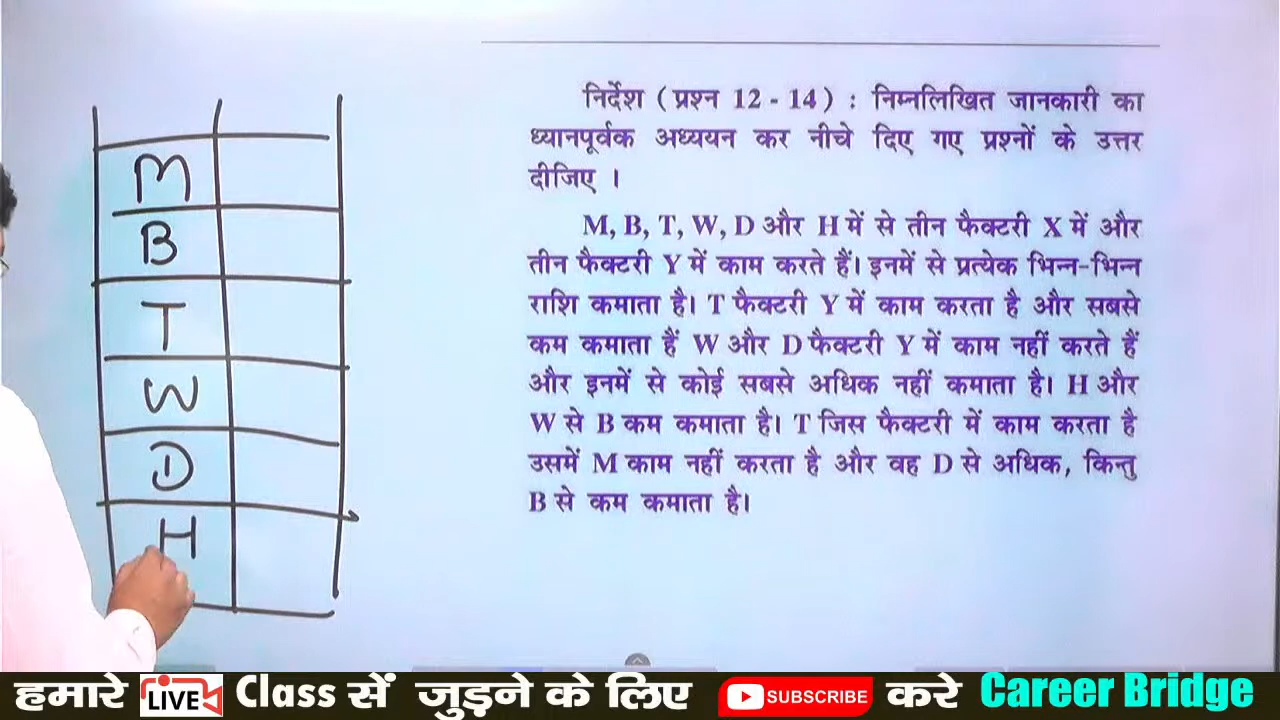 M
B
T
W
D
H
निर्देश ( प्रश्न 12 - 14 ) : निम्नलिखित जानकारी का
ध्यानपूर्वक अध्ययन कर नीचे दिए गए प्रश्नों के उत्तर
दीजिए ।
M, B, T, W, D और H में से तीन फैक्टरी X में और
तीन फैक्टरी Y में काम करते हैं। इनमें से प्रत्येक भिन्न-भिन्न
राशि कमाता है। T फैक्टरी Y में काम करता है और सबसे
कम कमाता हैं W और D फैक्टरी Y में काम नहीं करते हैं
और इनमें से कोई सबसे अधिक नहीं कमाता है। H और
W से B कम कमाता है। T जिस फैक्टरी में काम करता है
उसमें M काम नहीं करता है और वह D से अधिक, किन्तु
B से कम कमाता है।
हमारे LIVE Class सें जुड़ने के लिए SUBSCRIBE करे Career Bridge